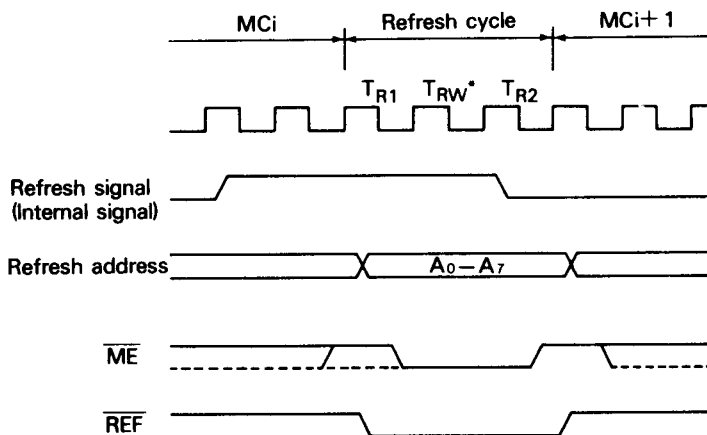 MCi Refresh cycle MCi+1
TR1 TRW* TR2
Refresh signal
(Internal signal)
Refresh address A0–A7
ME
REF